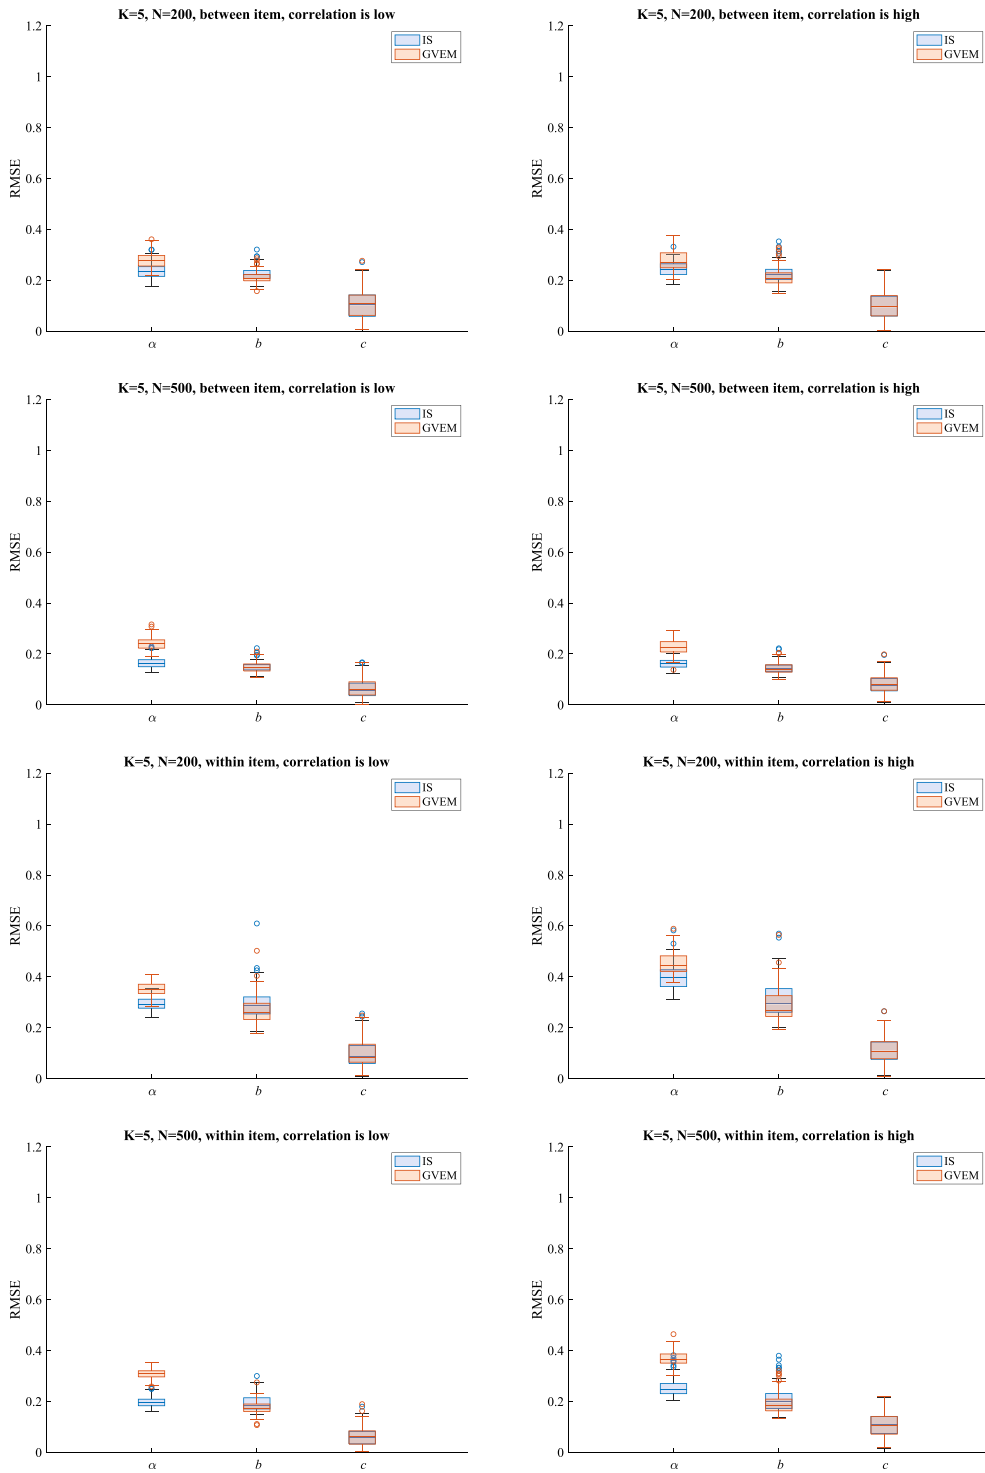 K=5, N=200, between item, correlation is low
1.2
1
0.8
0.6
0.4
0.2
0
RMSE
α b c
IS
GVEM
K=5, N=200, between item, correlation is high
1.2
1
0.8
0.6
0.4
0.2
0
RMSE
α b c
IS
GVEM
K=5, N=500, between item, correlation is low
1.2
1
0.8
0.6
0.4
0.2
0
RMSE
α b c
IS
GVEM
K=5, N=500, between item, correlation is high
1.2
1
0.8
0.6
0.4
0.2
0
RMSE
α b c
IS
GVEM
K=5, N=200, within item, correlation is low
1.2
1
0.8
0.6
0.4
0.2
0
RMSE
α b c
IS
GVEM
K=5, N=200, within item, correlation is high
1.2
1
0.8
0.6
0.4
0.2
0
RMSE
α b c
IS
GVEM
K=5, N=500, within item, correlation is low
1.2
1
0.8
0.6
0.4
0.2
0
RMSE
α b c
IS
GVEM
K=5, N=500, within item, correlation is high
1.2
1
0.8
0.6
0.4
0.2
0
RMSE
α b c
IS
GVEM